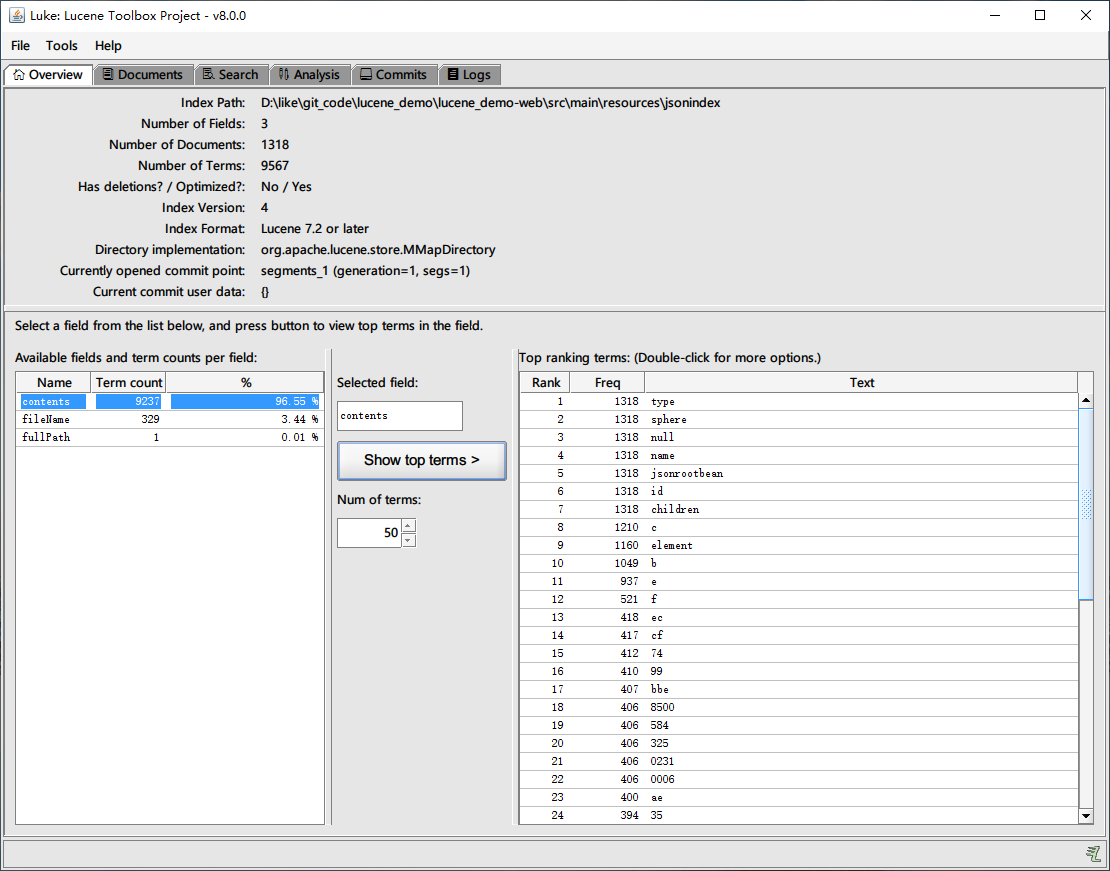 Luke: Lucene Toolbox Project - v8.0.0
File Tools Help
Overview Documents Search Analysis Commits Logs
Index Path: D:\like\git_code\lucene_demo\lucene_demo-web\src\main\resources\jsonindex
Number of Fields: 3
Number of Documents: 1318
Number of Terms: 9567
Has deletions? / Optimized?: No / Yes
Index Version: 4
Index Format: Lucene 7.2 or later
Directory implementation: org.apache.lucene.store.MMapDirectory
Currently opened commit point: segments_1 (generation=1, segs=1)
Current commit user data: {}
Select a field from the list below, and press button to view top terms in the field.
Available fields and term counts per field:
Name Term count %
contents 9237 96.55 %
fileName 329 3.44 %
fullPath 1 0.01 %
Selected field:
contents
Show top terms >
Num of terms:
50
Top ranking terms: (Double-click for more options.)
Rank Freq Text
1 1318 type
2 1318 sphere
3 1318 null
4 1318 name
5 1318 jsonrootbean
6 1318 id
7 1318 children
8 1210 c
9 1160 element
10 1049 b
11 937 e
12 521 f
13 418 ec
14 417 cf
15 412 74
16 410 99
17 407 bbe
18 406 8500
19 406 584
20 406 325
21 406 0231
22 406 0006
23 400 ae
24 394 35